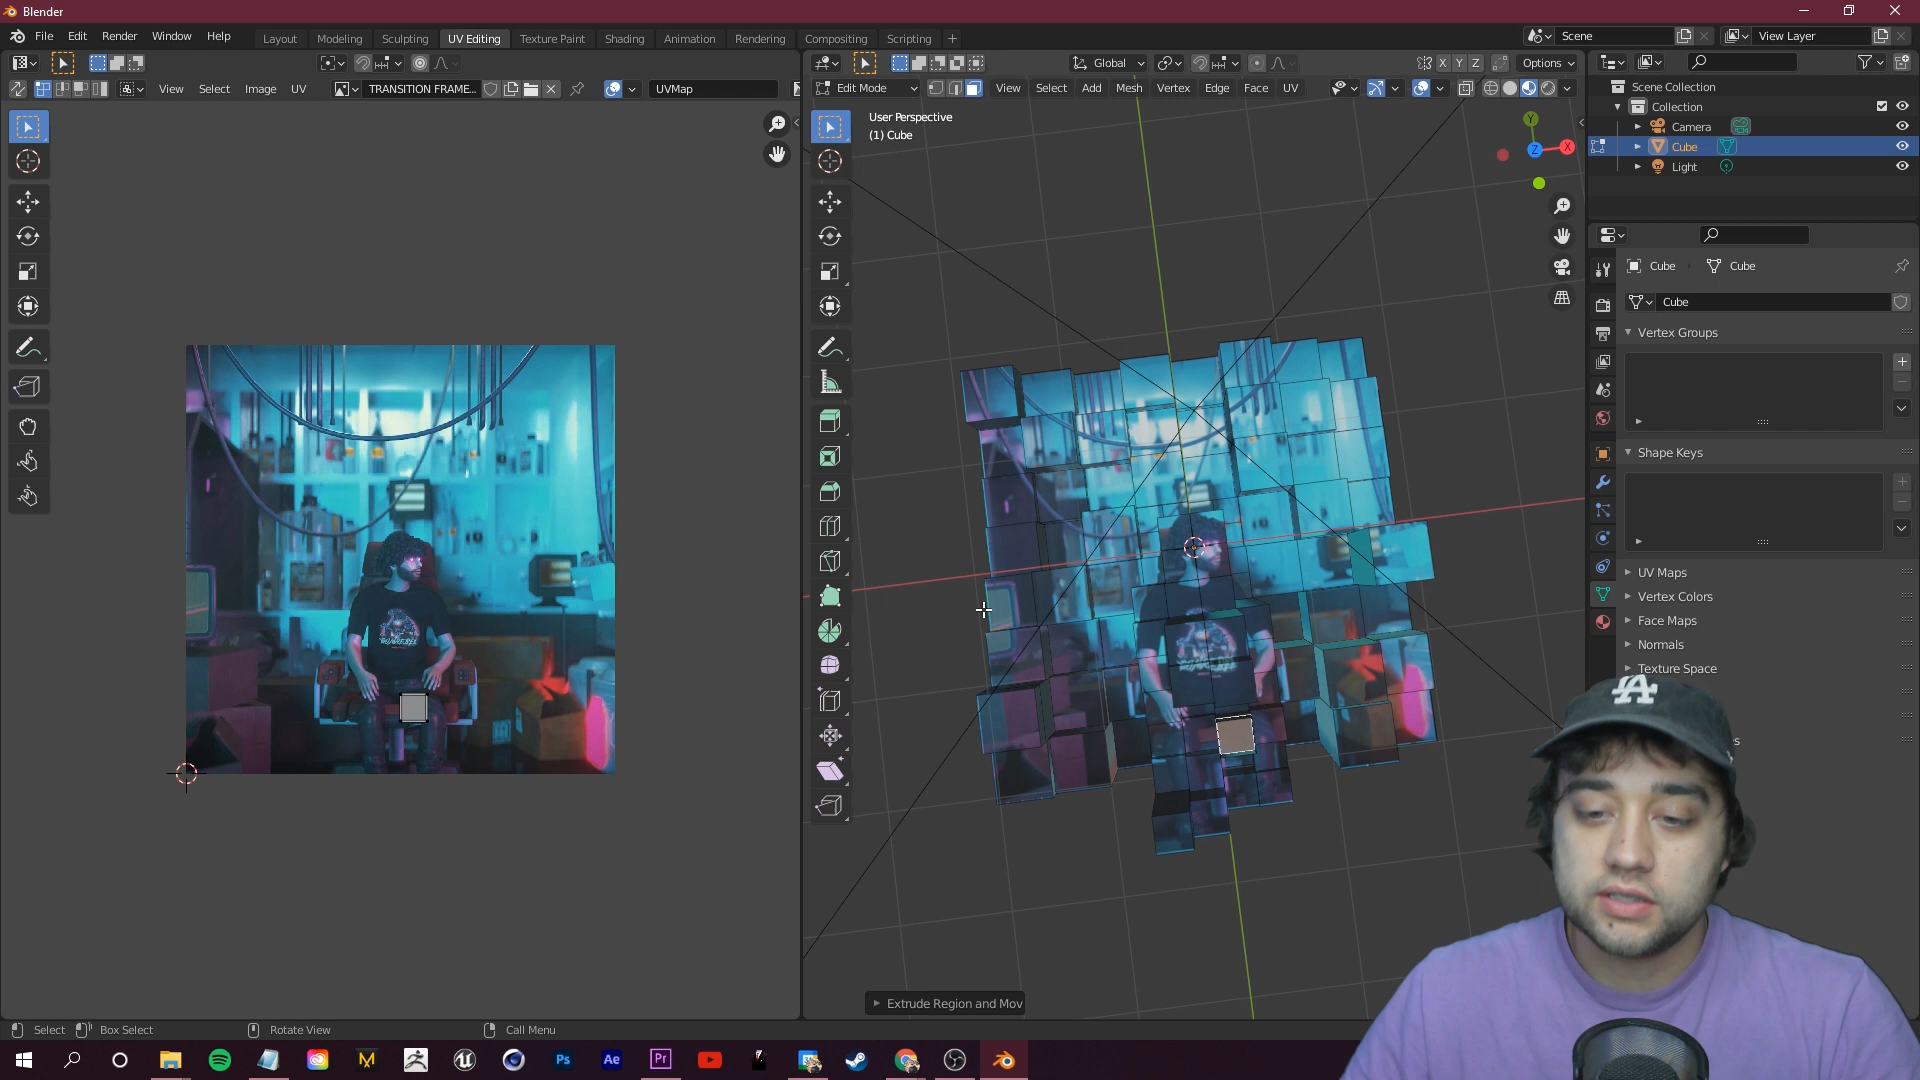 Blender
File Edit Render Window Help
Layout Modeling Sculpting UV Editing Texture Paint Shading Animation Rendering Compositing Scripting
Scene
View Layer
Global
X Y Z
Options
View Select Image UV
TRANSITION FRAME...
UVMap
Edit Mode
View Select Add Mesh Vertex Edge Face UV
User Perspective
(1) Cube
Y
Z
X
Scene Collection
Collection
Camera
Cube
Light
Cube
Cube
Cube
Vertex Groups
Shape Keys
UV Maps
Vertex Colors
Face Maps
Normals
Texture Space
LA
Extrude Region and Mov
Select
Box Select
Rotate View
Call Menu
Ps
Ae
Pr